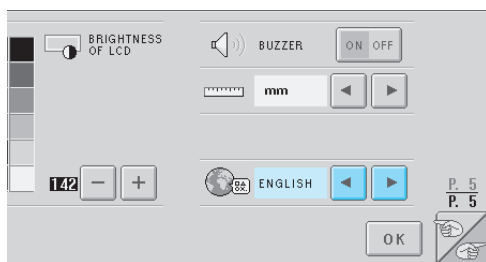 BRIGHTNESS
OF LCD
BUZZER
ON OFF
mm
142
ENGLISH
P. 5
P. 5
OK